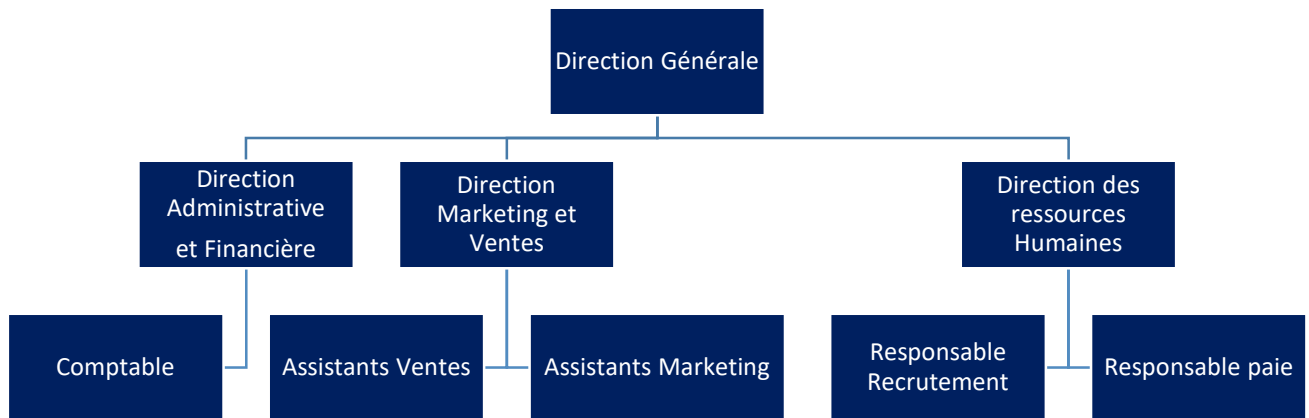 Direction Générale
Direction
Administrative
et Financière
Direction
Marketing et
Ventes
Direction des
ressources
Humaines
Comptable
Assistants Ventes
Assistants Marketing
Responsable
Recrutement
Responsable paie